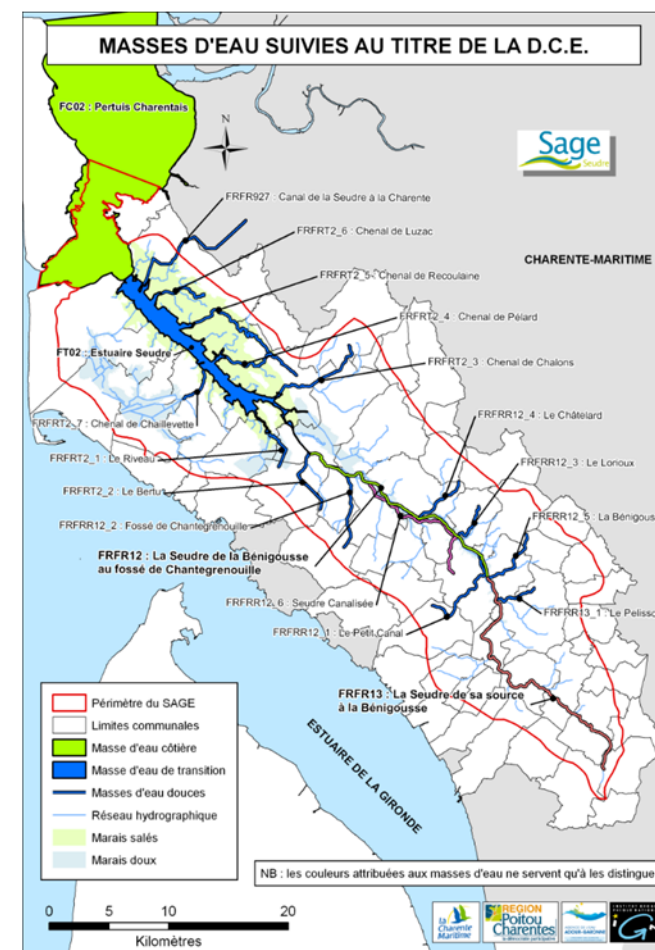 MASSES D'EAU SUIVIES AU TITRE DE LA D.C.E.
FC02 : Pertuis Charentais
N
Sage
Seudre
FRFR927 : Canal de la Seudre à la Charente
FRFRT2_6 : Chenal de Luzac
CHARENTE-MARITIME
FRFRT2_5 : Chenal de Recoulaine
FRFRT2_4 : Chenal de Pélard
FT02 : Estuaire Seudre
FRFRT2_3 : Chenal de Chalons
FRFRR12_4 : Le Châtelard
FRFRT2_7 : Chenal de Chaillevette
FRFRT2_1 : Le Riveau
FRFRR12_3 : Le Lorioux
FRFRT2_2 : Le Bertu
FRFRR12_5 : La Bénigous
FRFRR12_2 : Fossé de Chantegrenouille
FRFR12 : La Seudre de la Bénigousse
au fossé de Chantegrenouille
FRFRR12_6 : Seudre Canalisée
FRFRR13_1 : Le Pelisso
FRFRR12_1 : Le Petit Canal
FRFR13 : La Seudre de sa source
à la Bénigousse
ESTUAIRE DE LA GIRONDE
Périmètre du SAGE
Limites communales
Masse d'eau côtière
Masse d'eau de transition
Masses d'eau douces
Réseau hydrographique
Marais salés
Marais doux
NB : les couleurs attribuées aux masses d'eau ne servent qu'à les distingue
0 5 10 20
Kilomètres
la
Charente
Maritime
REGION
Poitou
Charentes
ADOUR-GARONNE